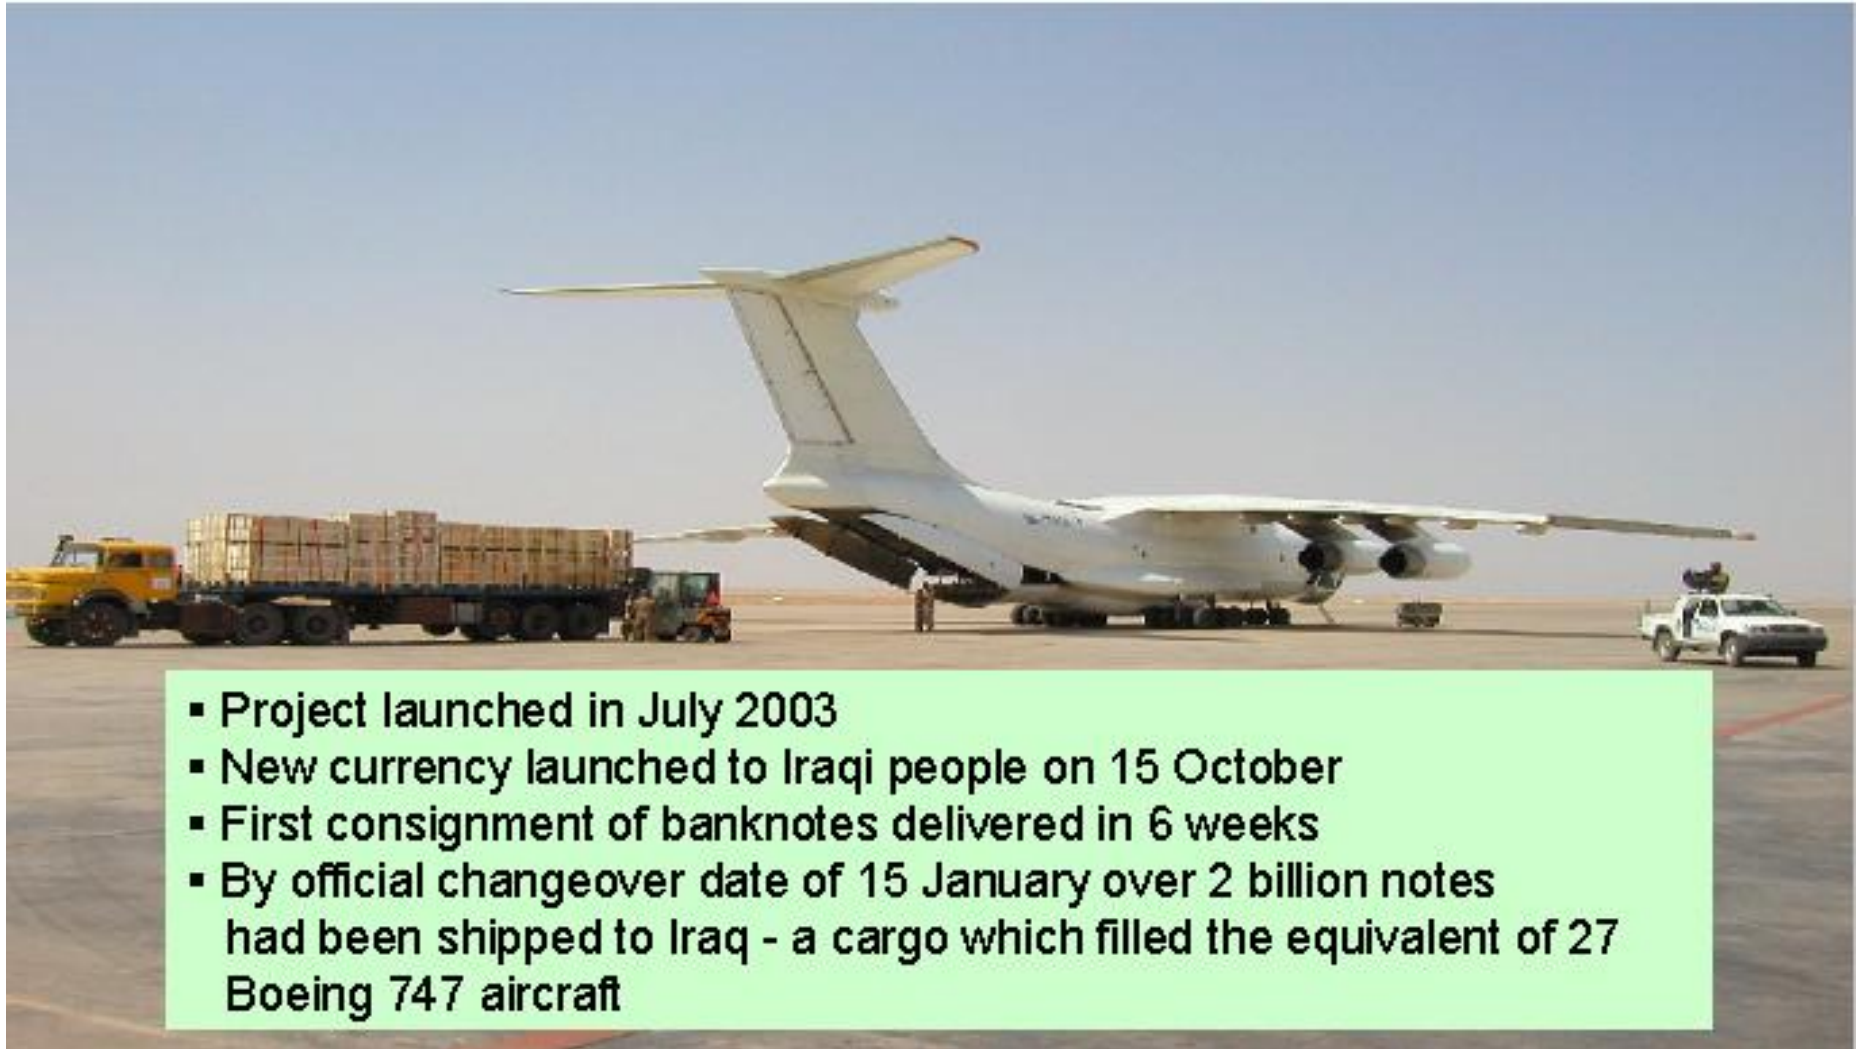 ▪ Project launched in July 2003
▪ New currency launched to Iraqi people on 15 October
▪ First consignment of banknotes delivered in 6 weeks
▪ By official changeover date of 15 January over 2 billion notes
had been shipped to Iraq - a cargo which filled the equivalent of 27
Boeing 747 aircraft